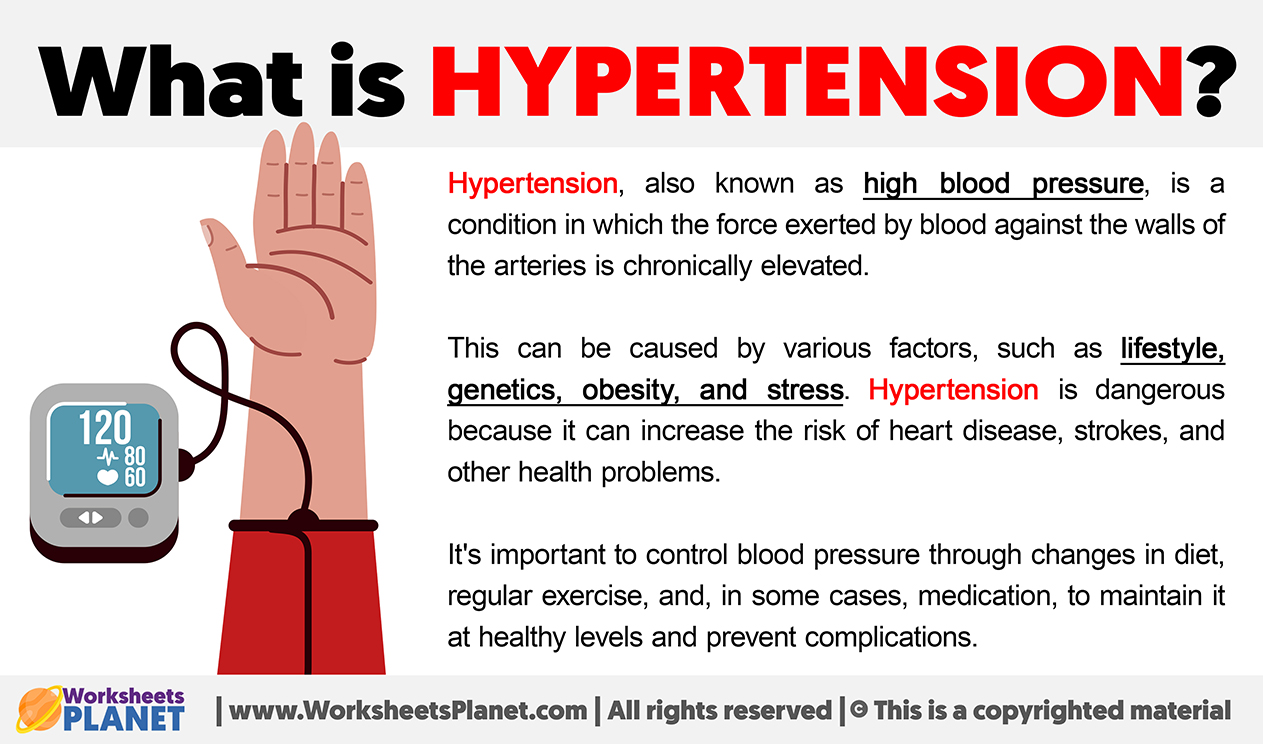 What is HYPERTENSION?
Hypertension, also known as high blood pressure, is a
condition in which the force exerted by blood against the walls of
the arteries is chronically elevated.
This can be caused by various factors, such as lifestyle,
genetics, obesity, and stress. Hypertension is dangerous
because it can increase the risk of heart disease, strokes, and
other health problems.
It's important to control blood pressure through changes in diet,
regular exercise, and, in some cases, medication, to maintain it
at healthy levels and prevent complications.
120
80
60
Worksheets
PLANET
| www.WorksheetsPlanet.com | All rights reserved | © This is a copyrighted material